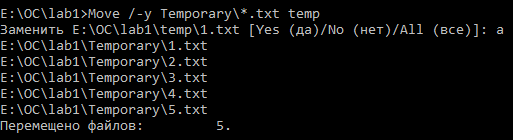 E:\OC\lab1>Move /-y Temporary\*.txt temp
Заменить E:\OC\lab1\temp\1.txt [Yes (да)/No (нет)/All (все)]: a
E:\OC\lab1\Temporary\1.txt
E:\OC\lab1\Temporary\2.txt
E:\OC\lab1\Temporary\3.txt
E:\OC\lab1\Temporary\4.txt
E:\OC\lab1\Temporary\5.txt
Перемещено файлов:         5.